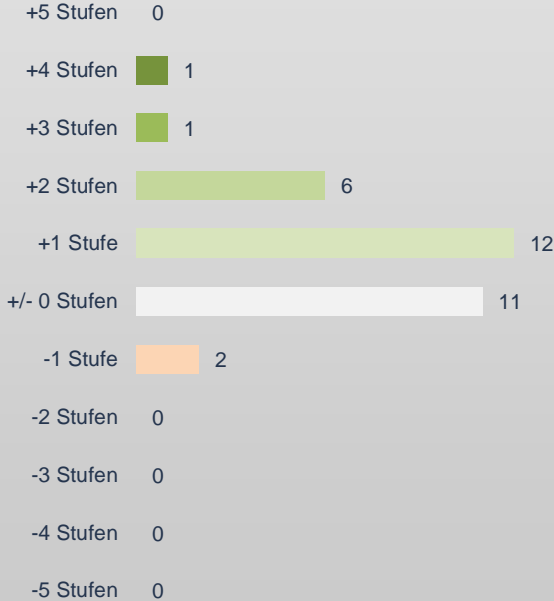 +5 Stufen 0
+4 Stufen 1
+3 Stufen 1
+2 Stufen 6
+1 Stufe 12
+/- 0 Stufen 11
-1 Stufe 2
-2 Stufen 0
-3 Stufen 0
-4 Stufen 0
-5 Stufen 0